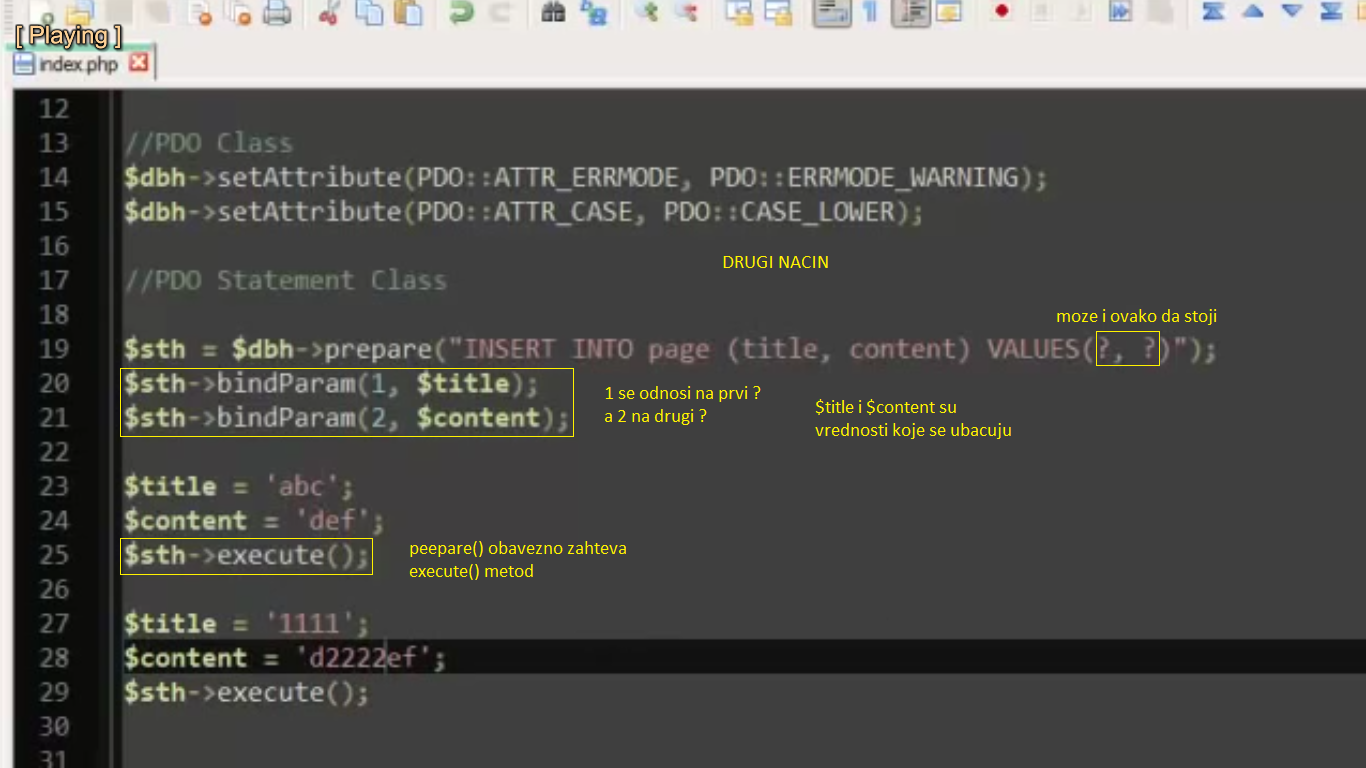 [ Playing ]
index.php
12
13 //PDO Class
14 $dbh->setAttribute(PDO::ATTR_ERRMODE, PDO::ERRMODE_WARNING);
15 $dbh->setAttribute(PDO::ATTR_CASE, PDO::CASE_LOWER);
16
DRUGI NACIN
17 //PDO Statement Class
18
moze i ovako da stoji
19 $sth = $dbh->prepare("INSERT INTO page (title, content) VALUES(?, ?)");
20 $sth->bindParam(1, $title);
21 $sth->bindParam(2, $content);
1 se odnosi na prvi ?
a 2 na drugi ?
$title i $content su
vrednosti koje se ubacuju
22
23 $title = 'abc';
24 $content = 'def';
25 $sth->execute();
peepare() obavezno zahteva
execute() metod
26
27 $title = '1111';
28 $content = 'd2222ef';
29 $sth->execute();
30
31